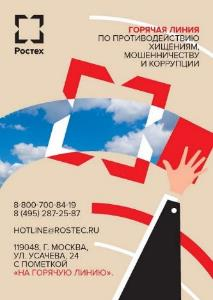 Ростех
ГОРЯЧАЯ ЛИНИЯ
ПО ПРОТИВОДЕЙСТВИЮ
ХИЩЕНИЯМ,
МОШЕННИЧЕСТВУ
И КОРРУПЦИИ
8-800-700-84-19
8 (495) 287-25-87
HOTLINE@ROSTEC.RU
119048, Г. МОСКВА,
УЛ. УСАЧЕВА, 24
С ПОМЕТКОЙ
«НА ГОРЯЧУЮ ЛИНИЮ».